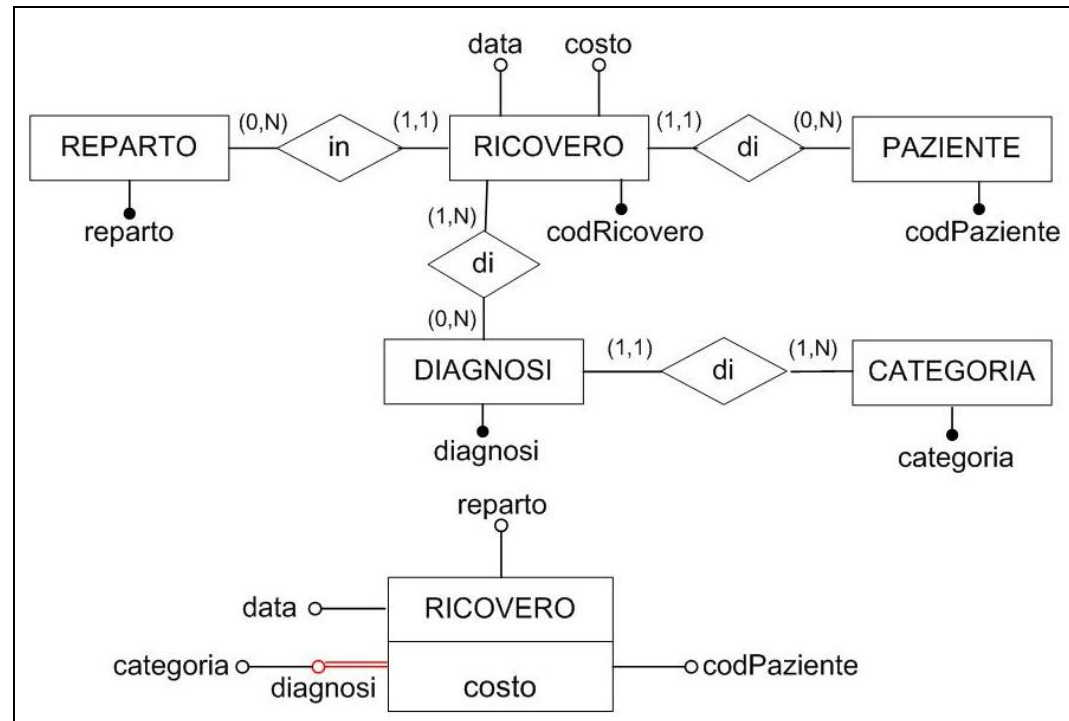 data costo
(0,N) (1,1) (1,1) (0,N)
REPARTO in RICOVERO di PAZIENTE
reparto (1,N) codRicovero codPaziente
di
(0,N) (1,1) (1,N)
DIAGNOSI di CATEGORIA
diagnosi categoria
reparto
data RICOVERO
categoria diagnosi costo codPaziente